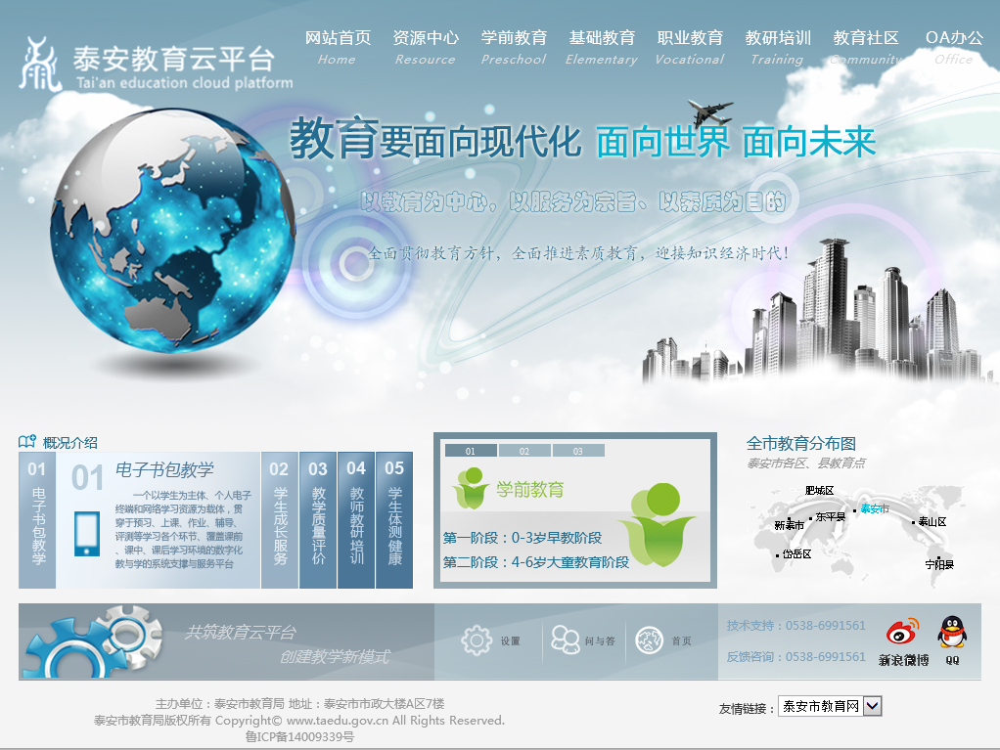 泰安教育云平台
Tai'an education cloud platform
网站首页 资源中心 学前教育 基础教育 职业教育 教研培训 教育社区 OA办公
Home Resource Preschool Elementary Vocational Training Community Office
教育要面向现代化 面向世界 面向未来
以教育为中心，以服务为宗旨、以素质为目的
全面贯彻教育方针，全面推进素质教育，迎接知识经济时代！
概况介绍
01
电子书包教学
01 电子书包教学
一个以学生为主体、个人电子
终端和网络学习资源为载体，贯
穿于预习、上课、作业、辅导、
评测等学习各个环节、覆盖课前
、课中、课后学习环境的数字化
教与学的系统支撑与服务平台
02
学生成长服务
03
教学质量评价
04
教师教研培训
05
学生体测健康
01 02 03
学前教育
第一阶段：0-3岁早教阶段
第二阶段：4-6岁大童教育阶段
全市教育分布图
泰安市各区、县教育点
肥城区
泰安市
东平县
新泰市
泰山区
岱岳区
宁阳县
共筑教育云平台
创建教学新模式
设置 问与答 首页
技术支持：0538-6991561
反馈咨询：0538-6991561
新浪微博 QQ
主办单位：泰安市教育局 地址：泰安市市政大楼A区7楼
泰安市教育局版权所有 Copyright© www.taedu.gov.cn All Rights Reserved.
鲁ICP备14009339号
友情链接： 泰安市教育网